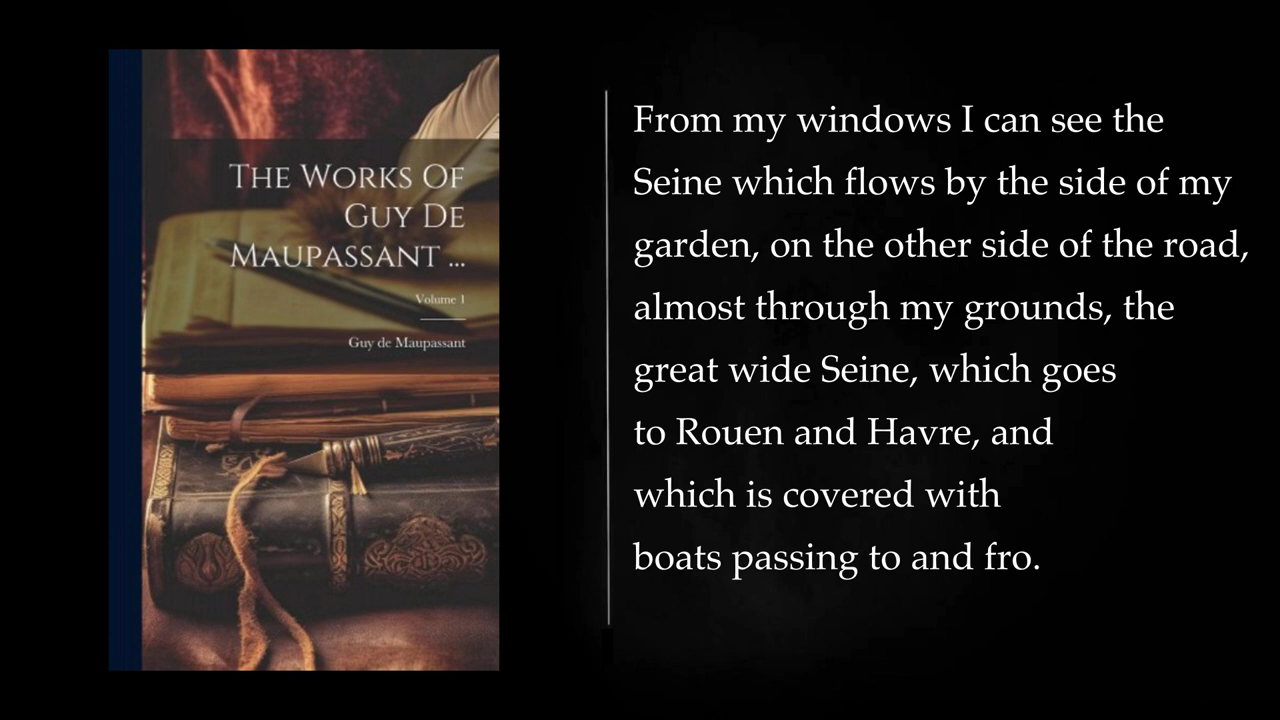 The Works Of
Guy De
Maupassant ...
Volume 1
Guy de Maupassant
From my windows I can see the
Seine which flows by the side of my
garden, on the other side of the road,
almost through my grounds, the
great wide Seine, which goes
to Rouen and Havre, and
which is covered with
boats passing to and fro.